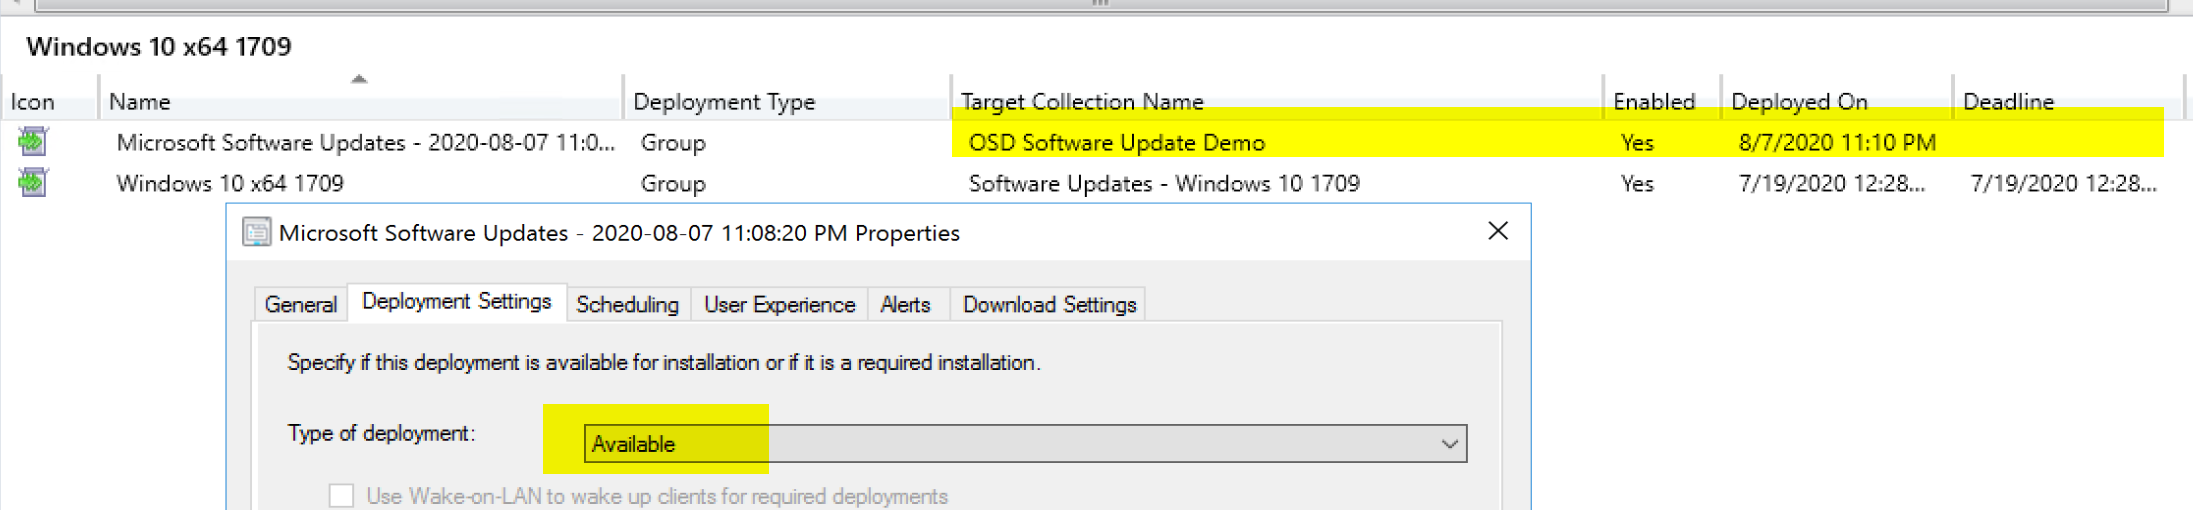 Windows 10 x64 1709
Icon Name Deployment Type Target Collection Name Enabled Deployed On Deadline
Microsoft Software Updates - 2020-08-07 11:0... Group OSD Software Update Demo Yes 8/7/2020 11:10 PM
Windows 10 x64 1709 Group Software Updates - Windows 10 1709 Yes 7/19/2020 12:28... 7/19/2020 12:28...
Microsoft Software Updates - 2020-08-07 11:08:20 PM Properties
General Deployment Settings Scheduling User Experience Alerts Download Settings
Specify if this deployment is available for installation or if it is a required installation.
Type of deployment: Available
Use Wake-on-LAN to wake up clients for required deployments